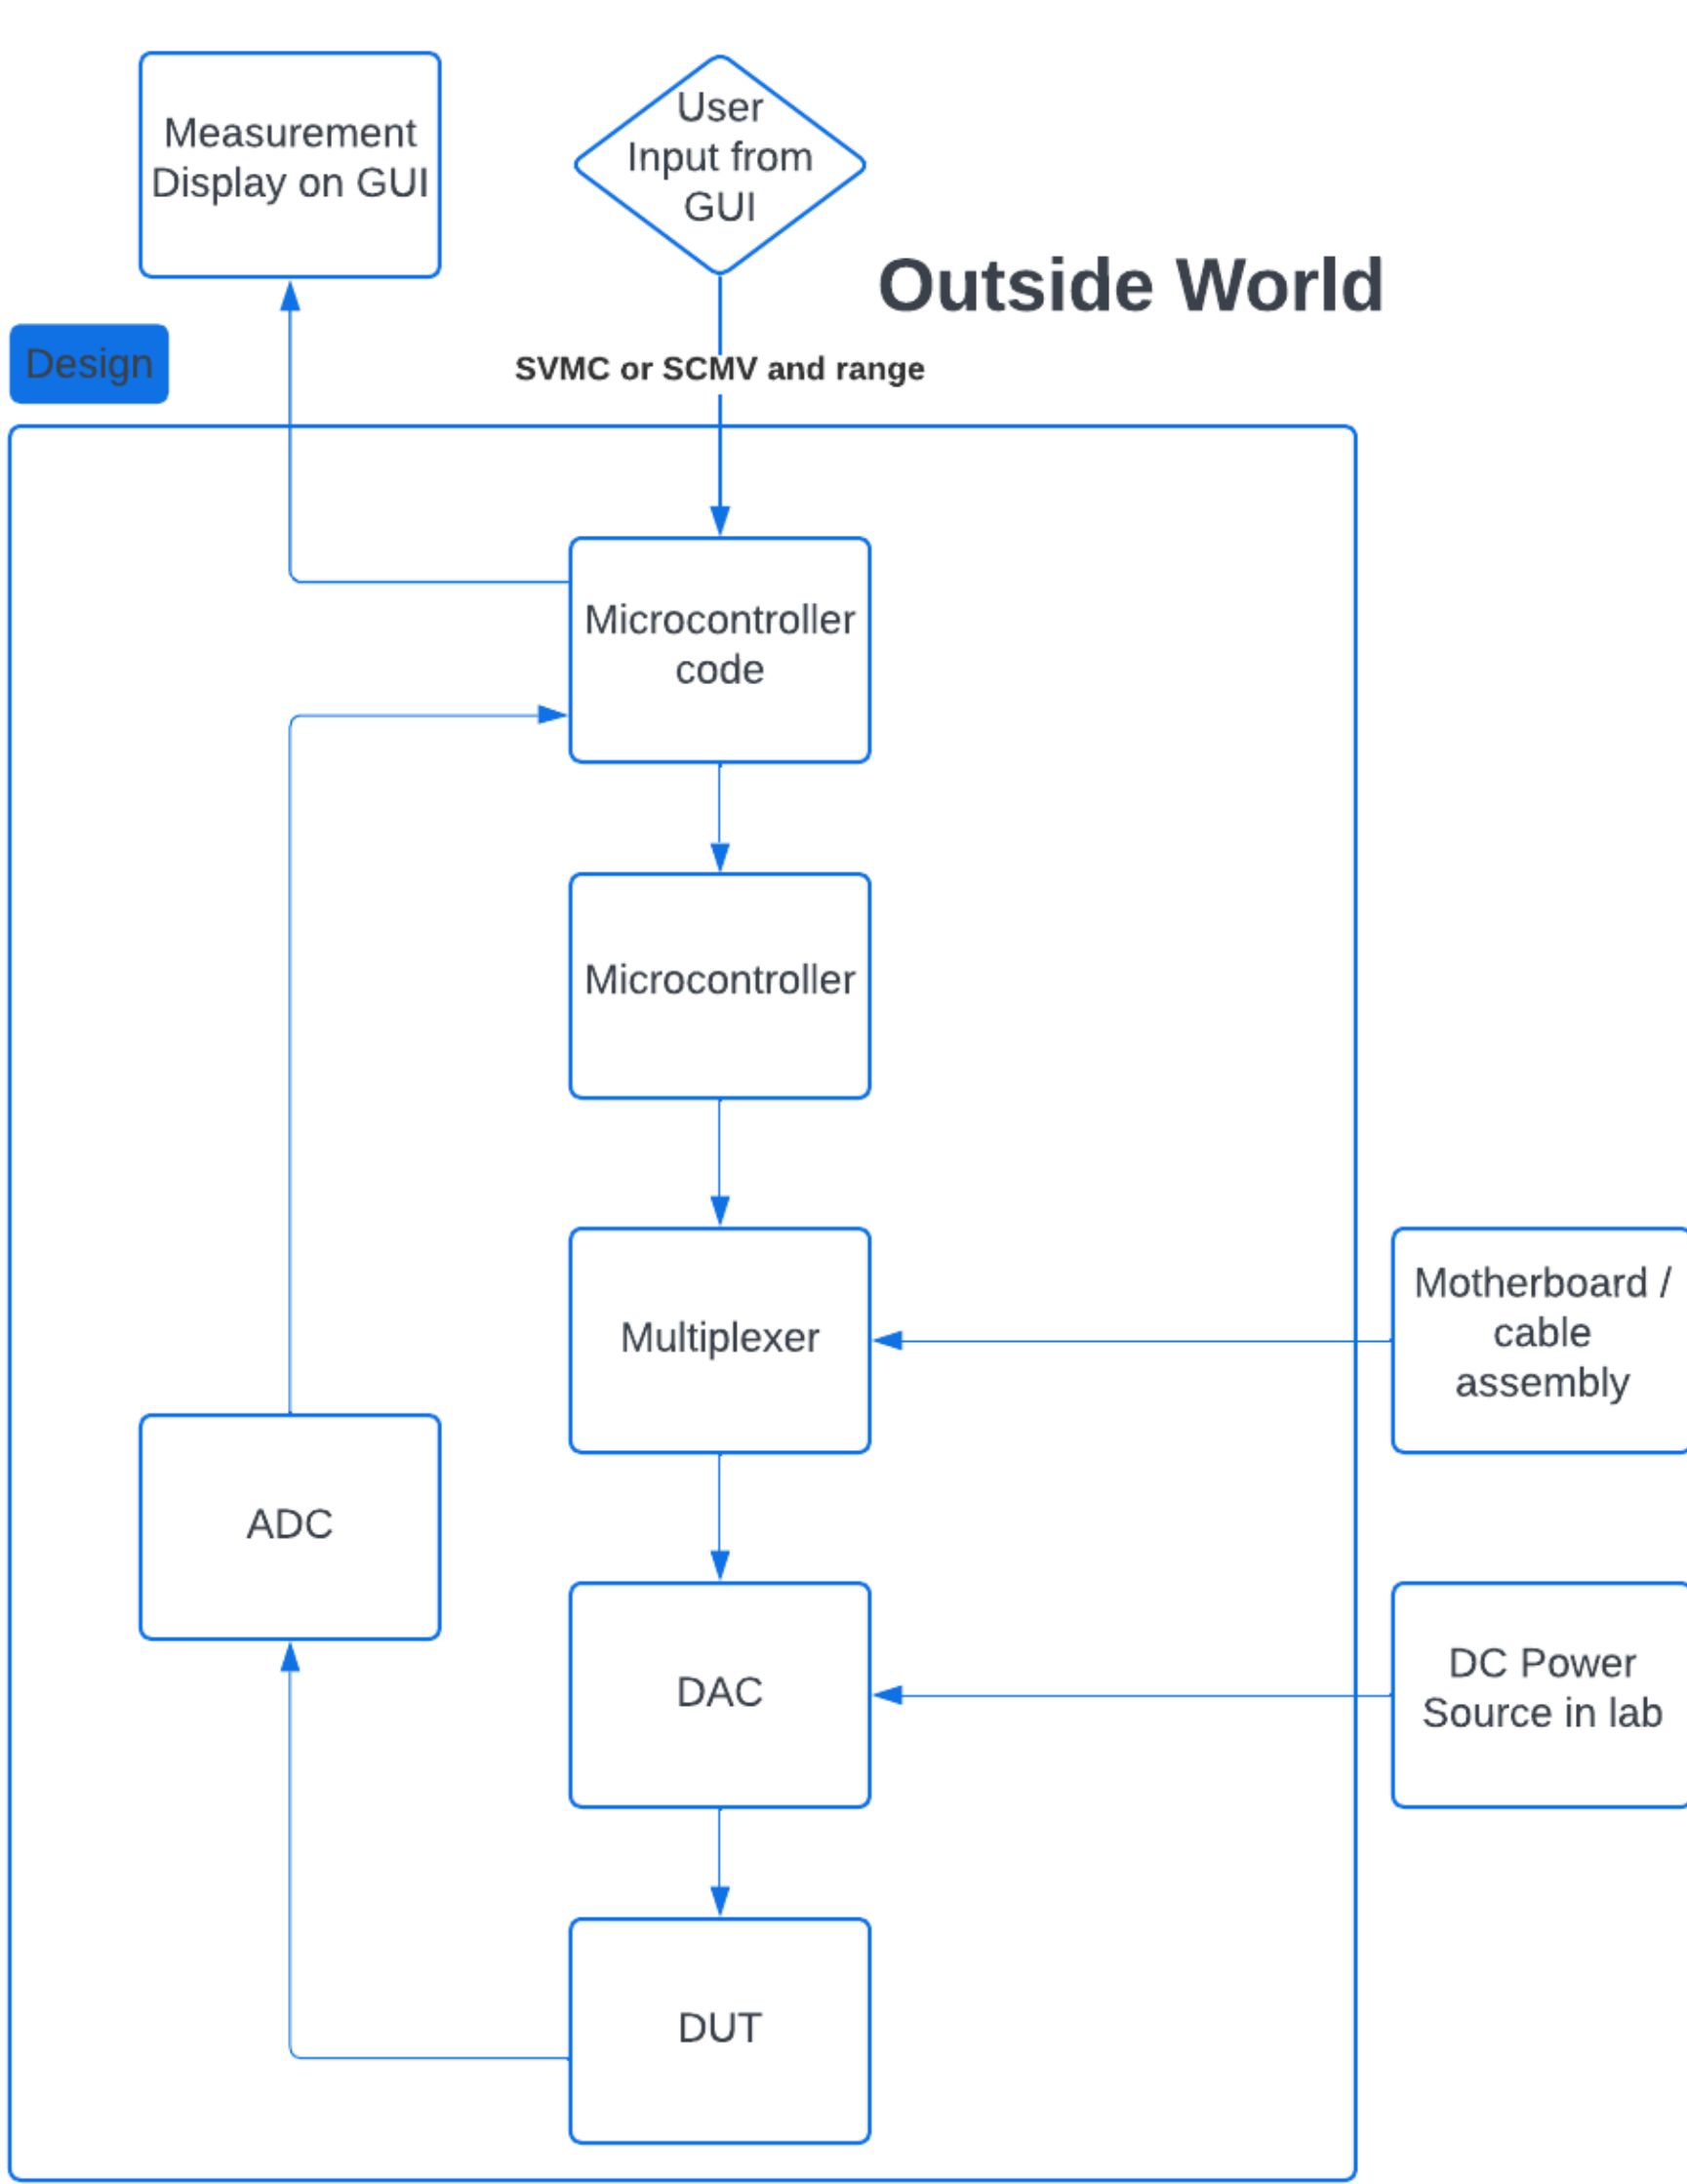 Measurement
Display on GUI
User
Input from
GUI
Outside World
Design
SVMC or SCMV and range
Microcontroller
code
Microcontroller
Multiplexer
Motherboard /
cable
assembly
ADC
DAC
DC Power
Source in lab
DUT